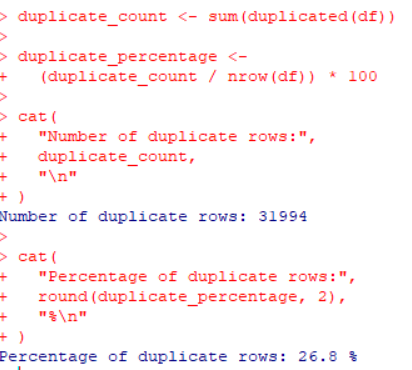 > duplicate_count <- sum(duplicated(df))
>
> duplicate_percentage <-
+   (duplicate_count / nrow(df)) * 100
>
> cat(
+   "Number of duplicate rows:",
+   duplicate_count,
+   "\n"
+ )
Number of duplicate rows: 31994
>
> cat(
+   "Percentage of duplicate rows:",
+   round(duplicate_percentage, 2),
+   "%\n"
+ )
Percentage of duplicate rows: 26.8 %